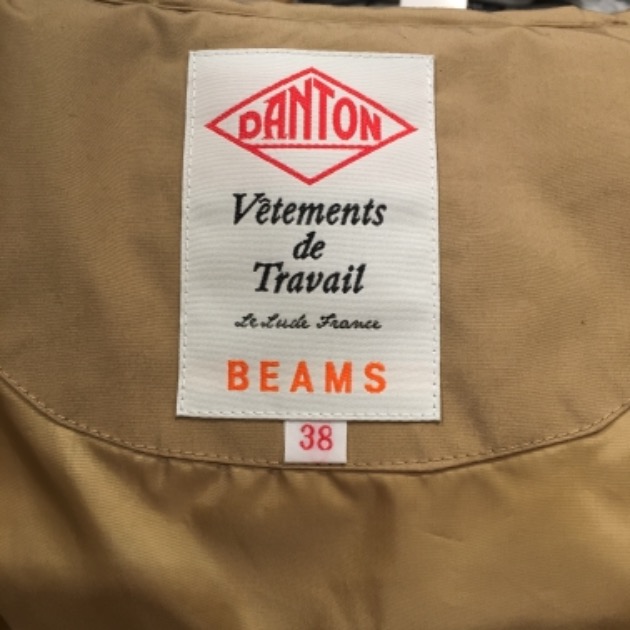 DANTON
Vêtements
de
Travail
Le Lude France
BEAMS
38